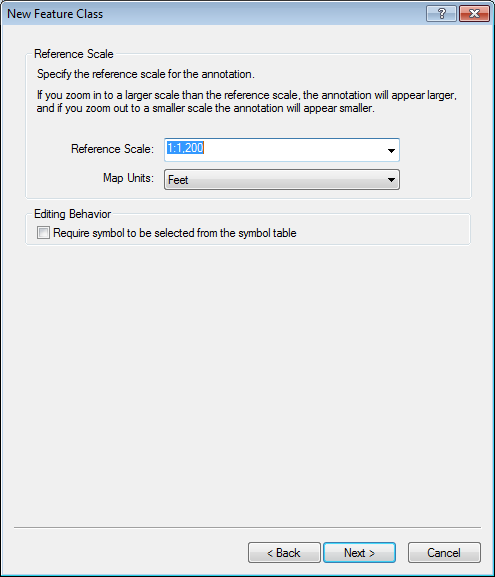 New Feature Class
?
Reference Scale
Specify the reference scale for the annotation.
If you zoom in to a larger scale than the reference scale, the annotation will appear larger,
and if you zoom out to a smaller scale the annotation will appear smaller.
Reference Scale: 1:1,200
Map Units: Feet
Editing Behavior
Require symbol to be selected from the symbol table
< Back Next > Cancel